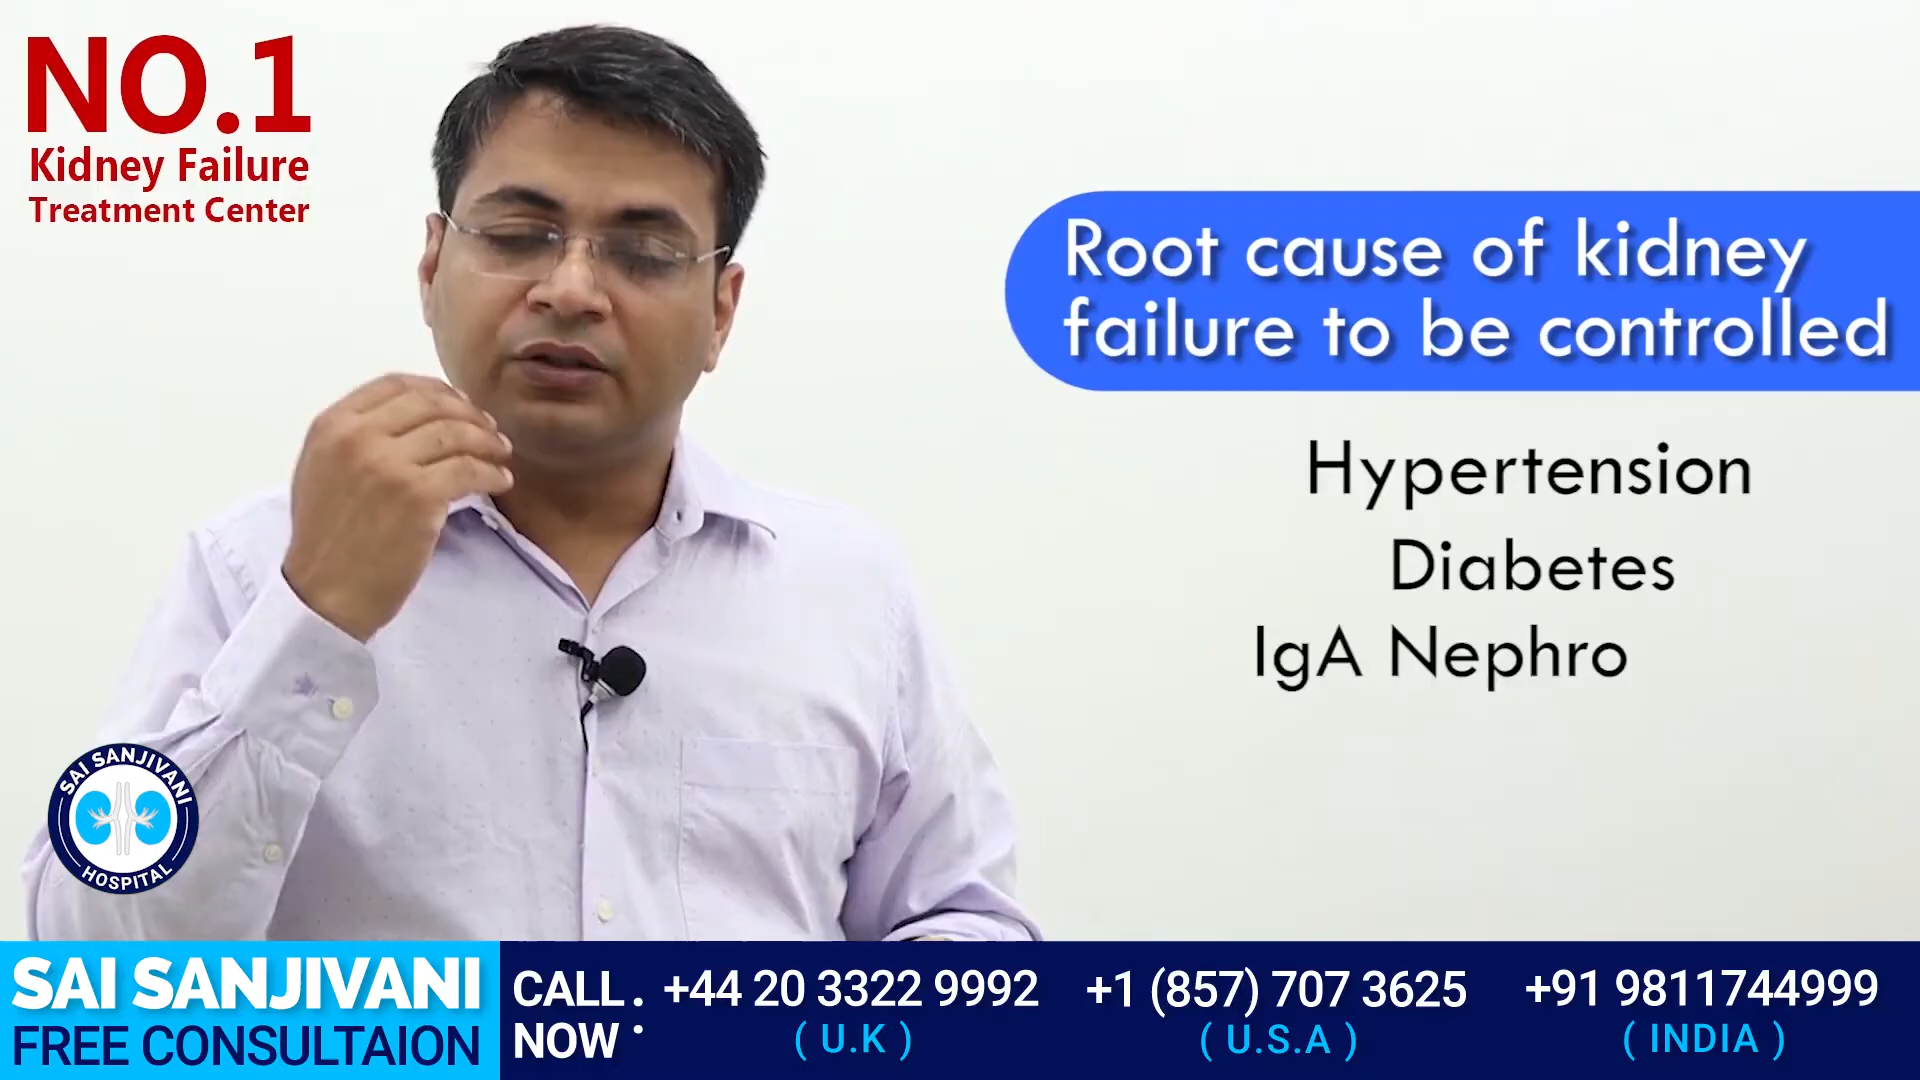 NO.1
Kidney Failure
Treatment Center
Root cause of kidney
failure to be controlled
Hypertension
Diabetes
IgA Nephro
SAI SANJIVANI
HOSPITAL
SAI SANJIVANI
FREE CONSULTAION
CALL NOW :
+44 20 3322 9992
( U.K )
+1 (857) 707 3625
( U.S.A )
+91 9811744999
( INDIA )